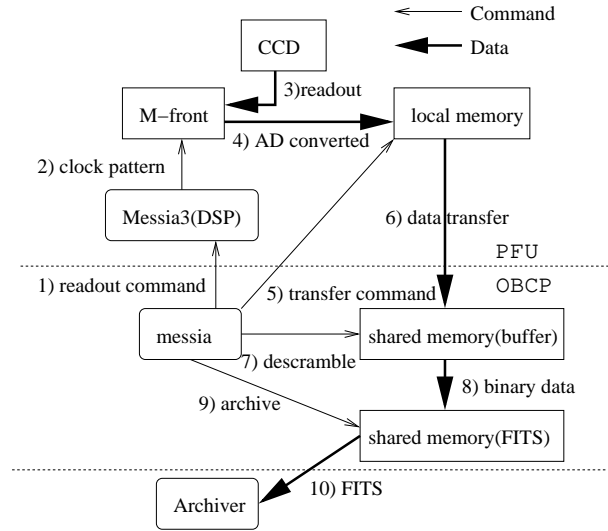 Command
CCD
Data
3)readout
M−front
local memory
4) AD converted
2) clock pattern
Messia3(DSP)
6) data transfer
PFU
1) readout command
OBCP
5) transfer command
messia
shared memory(buffer)
7) descramble
8) binary data
9) archive
shared memory(FITS)
10) FITS
Archiver